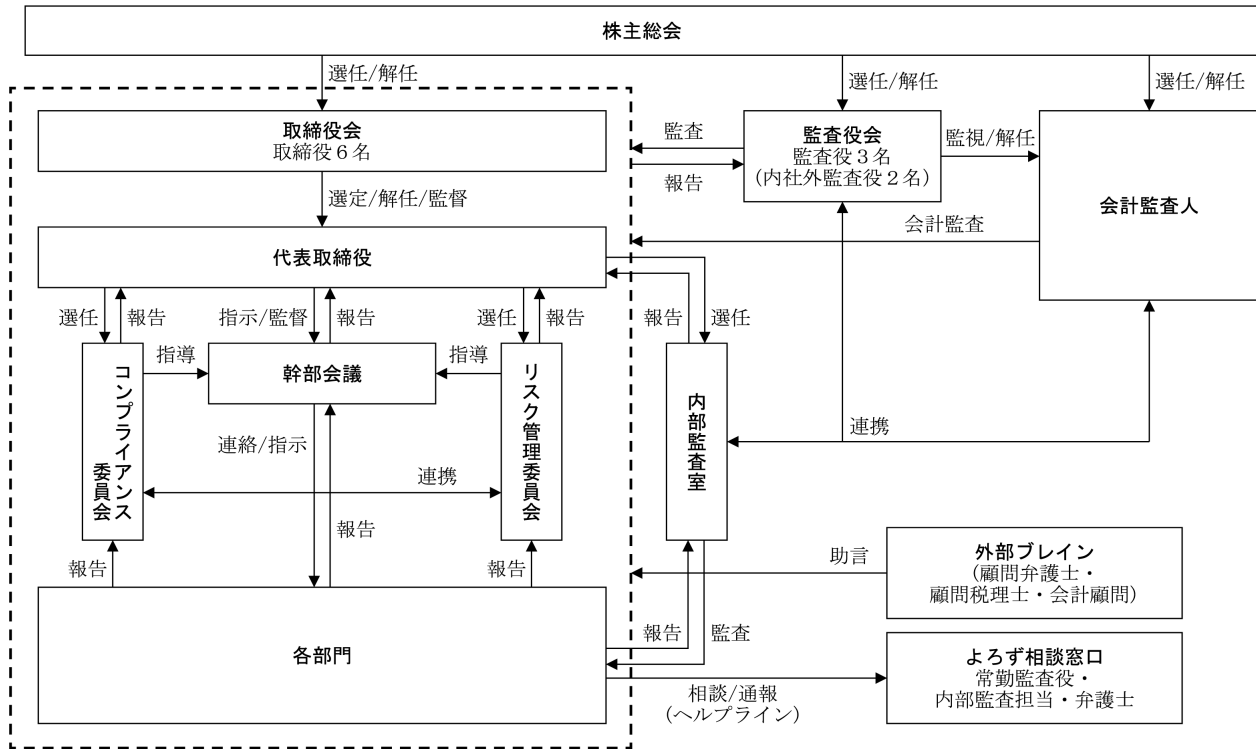 株主総会
選任/解任
選任/解任
選任/解任
取締役会
取締役６名
監査
報告
監査役会
監査役３名
(内社外監査役２名)
監視/解任
会計監査人
選定/解任/監督
会計監査
代表取締役
選任
報告
指示/監督
報告
選任
報告
報告
選任
コンプライアンス
委員会
指導
幹部会議
指導
リスク管理委員会
内部監査室
連携
連絡/指示
連携
報告
報告
報告
助言
外部ブレイン
(顧問弁護士・
顧問税理士・会計顧問)
各部門
報告
監査
相談/通報
(ヘルプライン)
よろず相談窓口
常勤監査役・
内部監査担当・弁護士